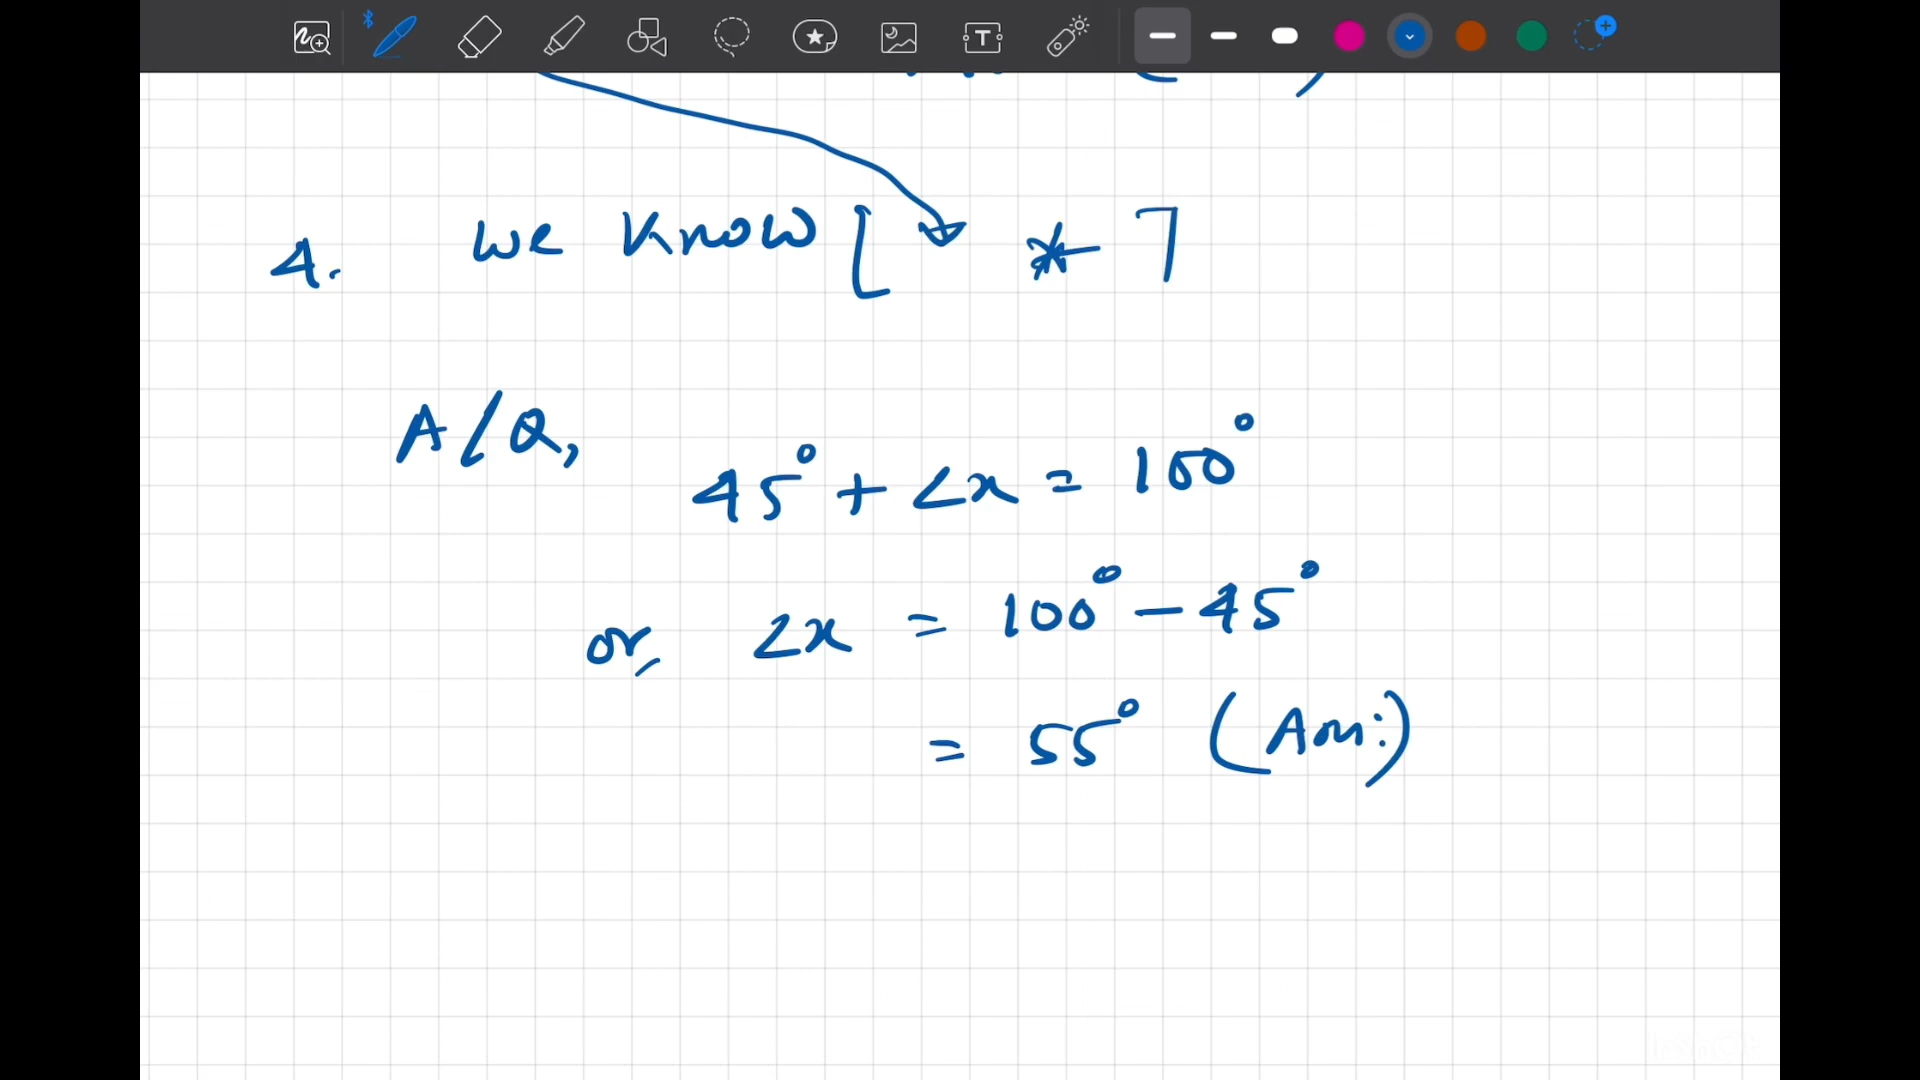 4. We know [ * ]
A/Q,
45° + ∠x = 100°
or, ∠x = 100° - 45°
= 55° (Ans:)